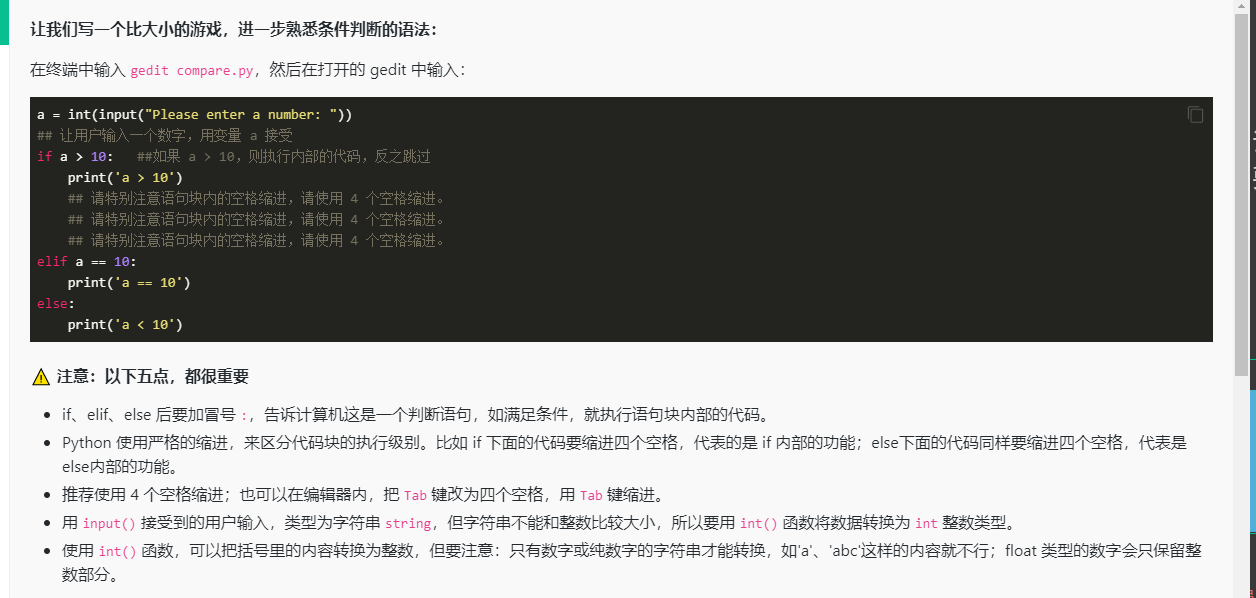 让我们写一个比大小的游戏，进一步熟悉条件判断的语法：
在终端中输入 gedit compare.py，然后在打开的 gedit 中输入：
a = int(input("Please enter a number: "))
## 让用户输入一个数字，用变量 a 接受
if a > 10:   ##如果 a > 10，则执行内部的代码，反之跳过
    print('a > 10')
    ## 请特别注意语句块内的空格缩进，请使用 4 个空格缩进。
    ## 请特别注意语句块内的空格缩进，请使用 4 个空格缩进。
    ## 请特别注意语句块内的空格缩进，请使用 4 个空格缩进。
elif a == 10:
    print('a == 10')
else:
    print('a < 10')
注意：以下五点，都很重要
• if、elif、else 后要加冒号 :，告诉计算机这是一个判断语句，如满足条件，就执行语句块内部的代码。
• Python 使用严格的缩进，来区分代码块的执行级别。比如 if 下面的代码要缩进四个空格，代表的是 if 内部的功能；else下面的代码同样要缩进四个空格，代表是
else内部的功能。
• 推荐使用 4 个空格缩进；也可以在编辑器内，把 Tab 键改为四个空格，用 Tab 键缩进。
• 用 input() 接受到的用户输入，类型为字符串 string，但字符串不能和整数比较大小，所以要用 int() 函数将数据转换为 int 整数类型。
• 使用 int() 函数，可以把括号里的内容转换为整数，但要注意：只有数字或纯数字的字符串才能转换，如'a'、'abc'这样的内容就不行；float 类型的数字会只保留整
数部分。